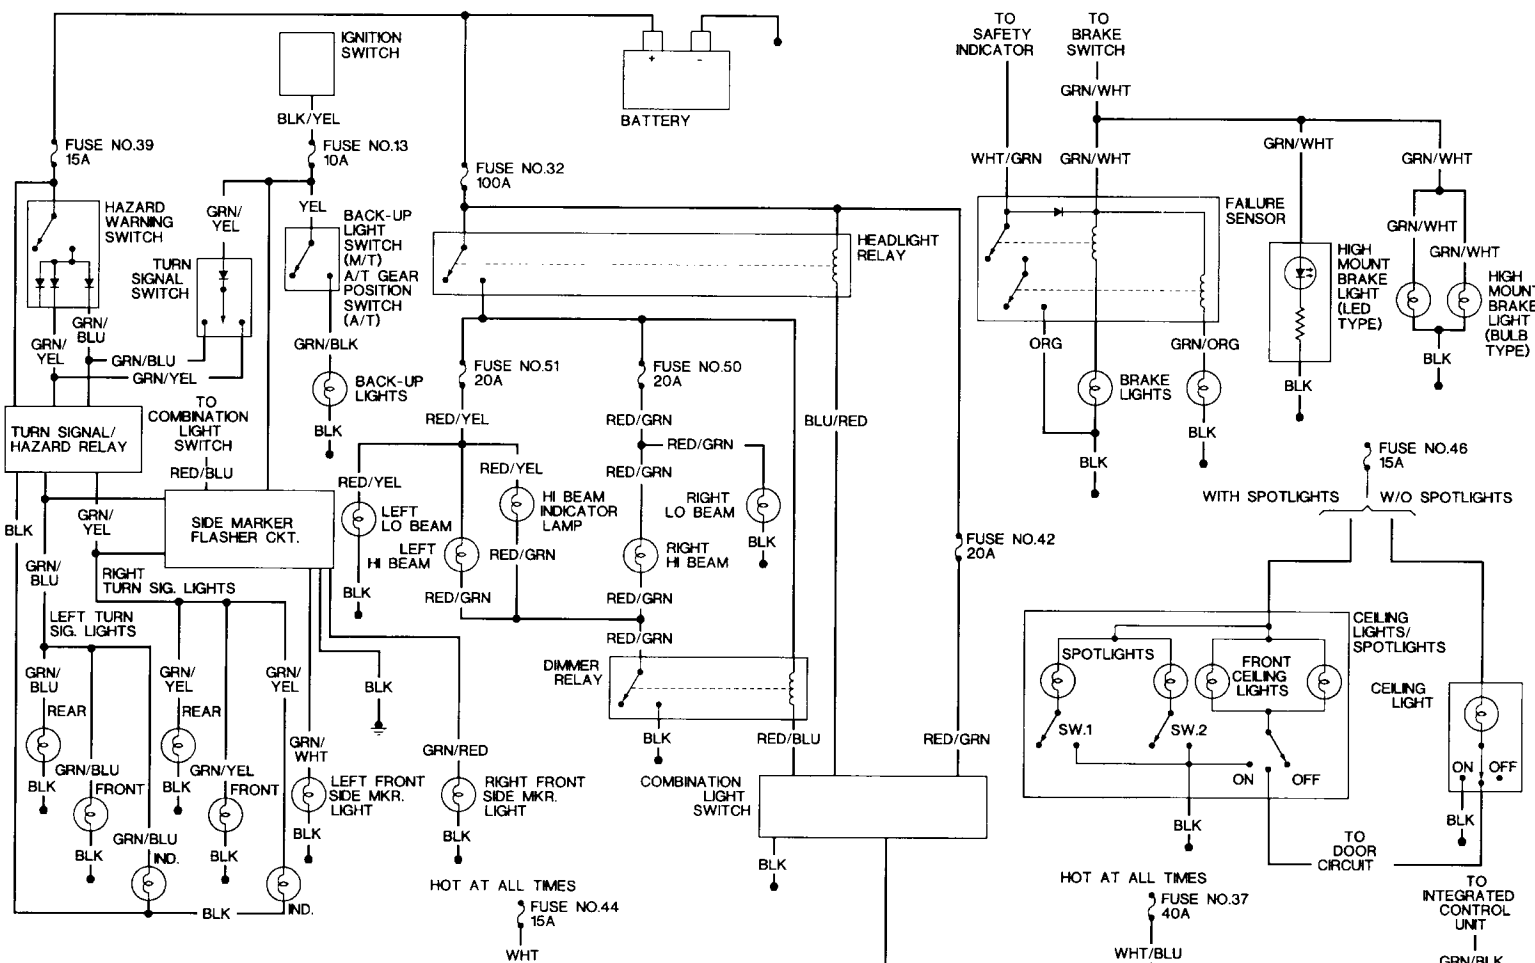 IGNITION
SWITCH
+
-
BATTERY
TO
SAFETY
INDICATOR
TO
BRAKE
SWITCH
GRN/WHT
BLK/YEL
FUSE NO.39
15A
FUSE NO.13
10A
FUSE NO.32
100A
WHT/GRN
GRN/WHT
GRN/WHT
GRN/WHT
HAZARD
WARNING
SWITCH
GRN/
YEL
YEL
BACK-UP
LIGHT
SWITCH
(M/T)
A/T GEAR
POSITION
SWITCH
(A/T)
HEADLIGHT
RELAY
FAILURE
SENSOR
GRN/WHT
GRN/WHT
TURN
SIGNAL
SWITCH
HIGH
MOUNT
BRAKE
LIGHT
(LED
TYPE)
HIGH
MOUNT
BRAKE
LIGHT
(BULB
TYPE)
GRN/
YEL
GRN/
BLU
GRN/BLU
GRN/YEL
GRN/BLK
BACK-UP
LIGHTS
BLK
FUSE NO.51
20A
FUSE NO.50
20A
ORG
GRN/ORG
BRAKE
LIGHTS
BLK
BLK
BLK
BLK
TURN SIGNAL/
HAZARD RELAY
TO
COMBINATION
LIGHT
SWITCH
RED/BLU
RED/YEL
RED/GRN
BLU/RED
RED/GRN
RED/YEL
RED/GRN
RED/YEL
FUSE NO.46
15A
WITH SPOTLIGHTS
W/O SPOTLIGHTS
BLK
GRN/
YEL
SIDE MARKER
FLASHER CKT.
LEFT
LO BEAM
HI BEAM
INDICATOR
LAMP
RIGHT
LO BEAM
BLK
LEFT
HI BEAM
RED/GRN
RIGHT
HI BEAM
FUSE NO.42
20A
GRN/
BLU
RIGHT
TURN SIG. LIGHTS
BLK
RED/GRN
RED/GRN
LEFT TURN
SIG. LIGHTS
RED/GRN
CEILING
LIGHTS/
SPOTLIGHTS
GRN/
BLU
GRN/
YEL
GRN/
YEL
BLK
DIMMER
RELAY
SPOTLIGHTS
FRONT
CEILING
LIGHTS
CEILING
LIGHT
REAR
REAR
SW.1
SW.2
ON
OFF
ON
OFF
GRN/
WHT
GRN/RED
BLK
RED/BLU
RED/GRN
BLK
GRN/BLU
BLK
GRN/YEL
FRONT
FRONT
LEFT FRONT
SIDE MKR.
LIGHT
RIGHT FRONT
SIDE MKR.
LIGHT
COMBINATION
LIGHT
SWITCH
BLK
BLK
GRN/BLU
BLK
BLK
BLK
BLK
BLK
TO
DOOR
CIRCUIT
IND.
IND.
BLK
HOT AT ALL TIMES
FUSE NO.44
15A
WHT
HOT AT ALL TIMES
FUSE NO.37
40A
WHT/BLU
TO
INTEGRATED
CONTROL
UNIT
GRN/BLK